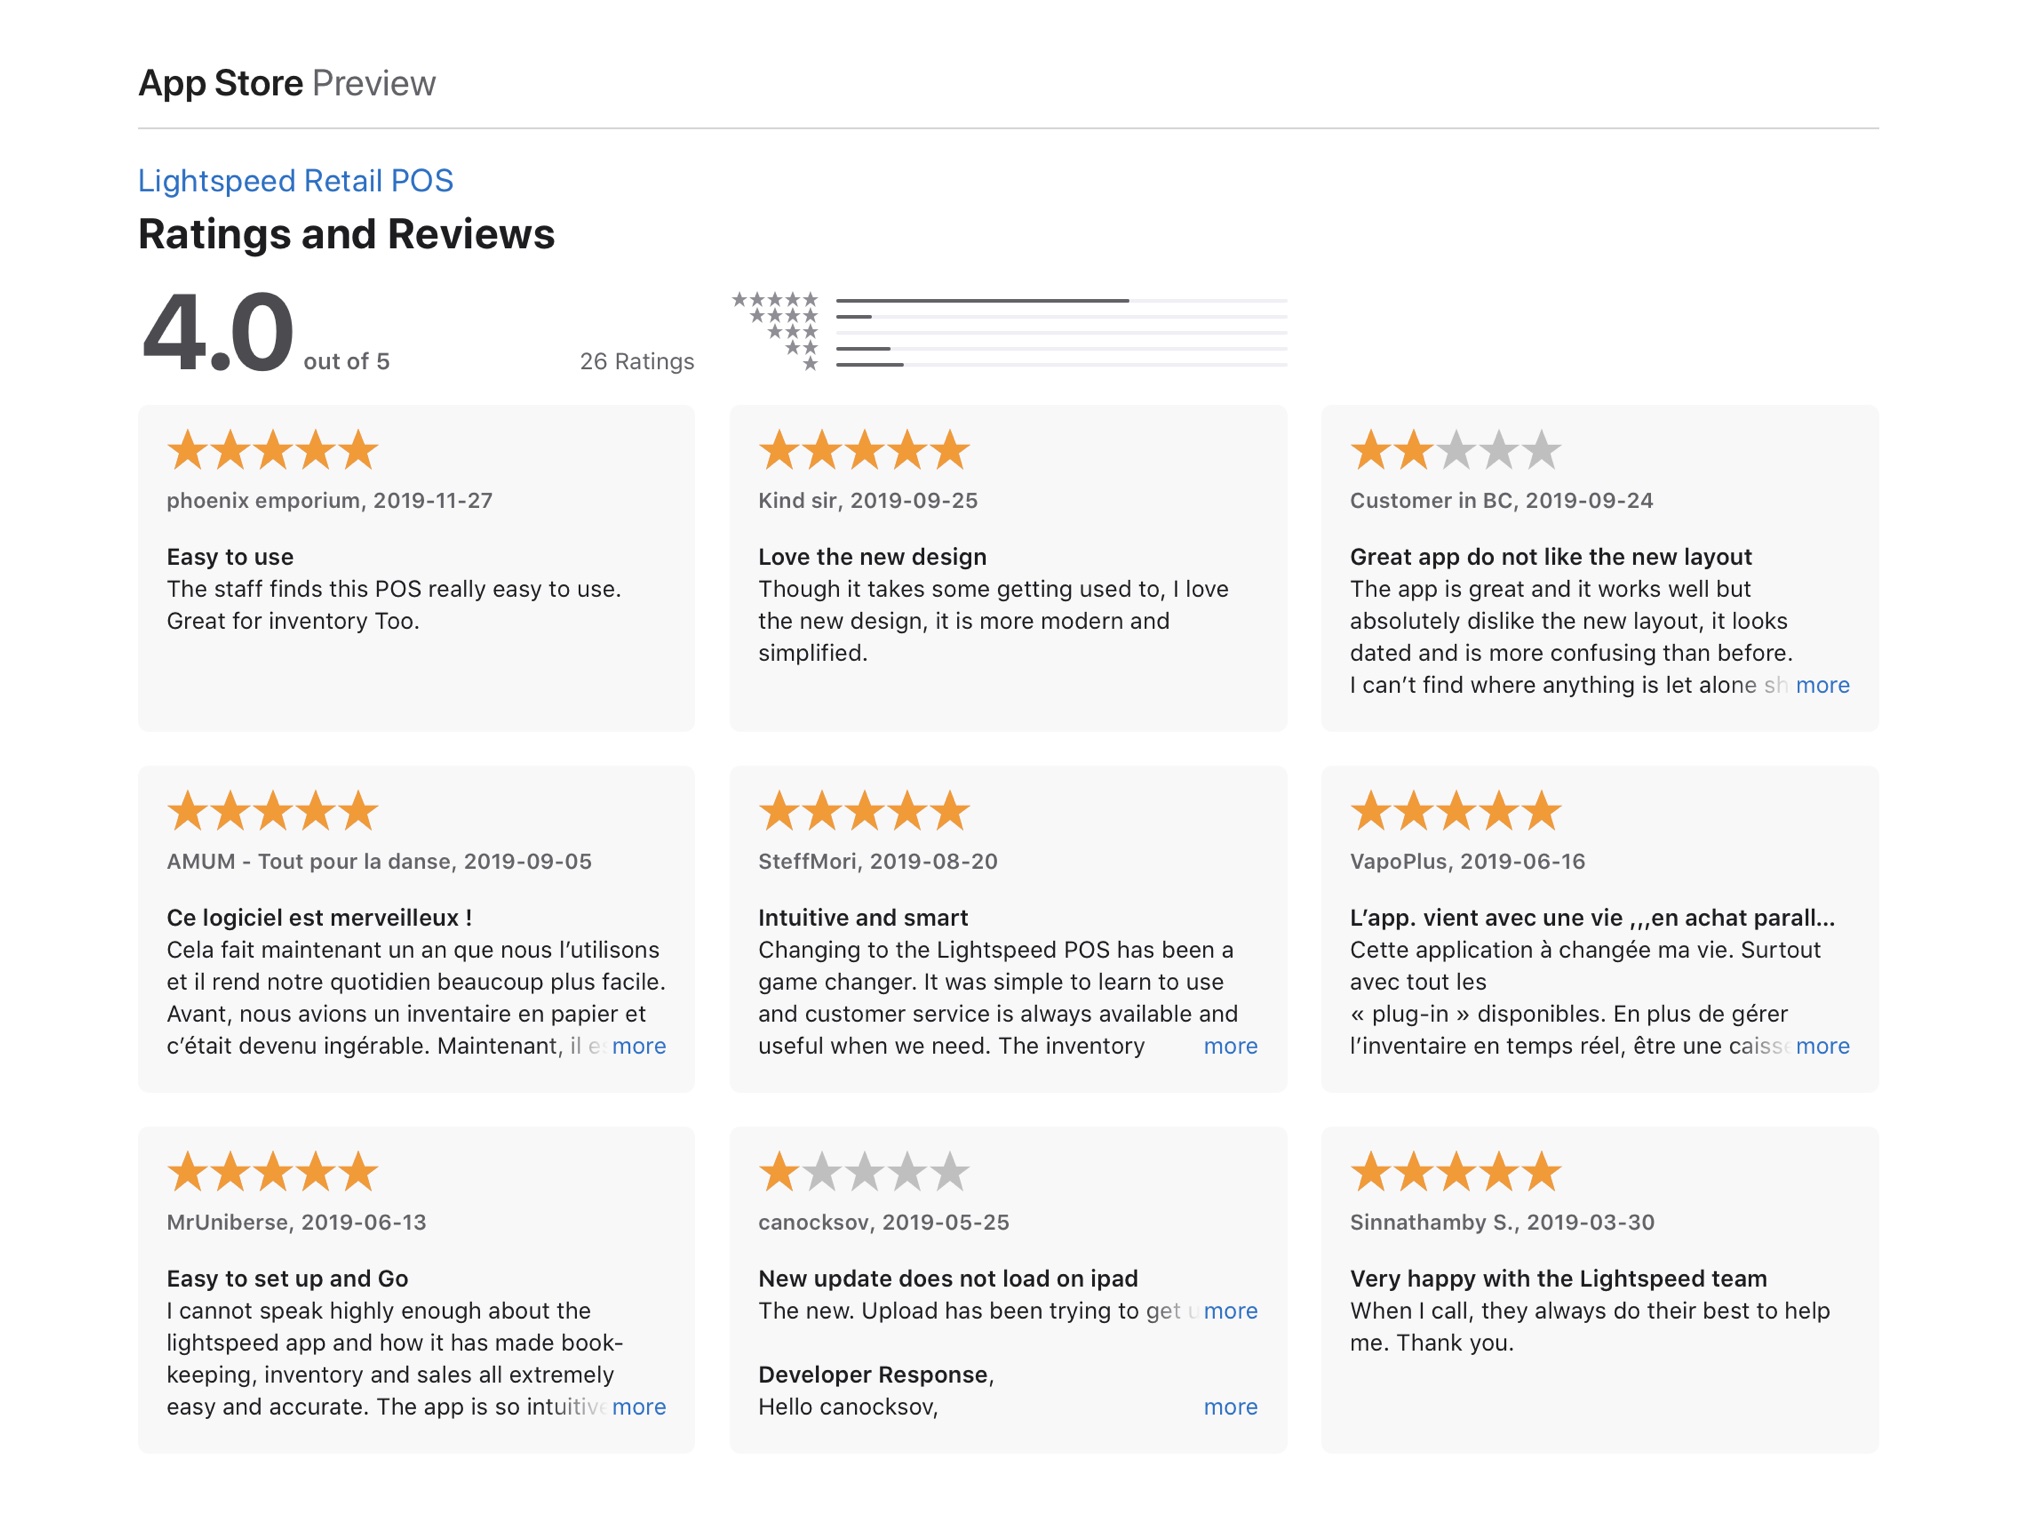 App Store Preview
Lightspeed Retail POS
Ratings and Reviews
4.0 out of 5
26 Ratings
phoenix emporium, 2019-11-27
Easy to use
The staff finds this POS really easy to use.
Great for inventory Too.
Kind sir, 2019-09-25
Love the new design
Though it takes some getting used to, I love
the new design, it is more modern and
simplified.
Customer in BC, 2019-09-24
Great app do not like the new layout
The app is great and it works well but
absolutely dislike the new layout, it looks
dated and is more confusing than before.
I can’t find where anything is let alone sh more
AMUM - Tout pour la danse, 2019-09-05
Ce logiciel est merveilleux !
Cela fait maintenant un an que nous l’utilisons
et il rend notre quotidien beaucoup plus facile.
Avant, nous avions un inventaire en papier et
c’était devenu ingérable. Maintenant, il more
SteffMori, 2019-08-20
Intuitive and smart
Changing to the Lightspeed POS has been a
game changer. It was simple to learn to use
and customer service is always available and
useful when we need. The inventory more
VapoPlus, 2019-06-16
L’app. vient avec une vie ,,,en achat parall...
Cette application à changée ma vie. Surtout
avec tout les
« plug-in » disponibles. En plus de gérer
l’inventaire en temps réel, être une caisse more
MrUniberse, 2019-06-13
Easy to set up and Go
I cannot speak highly enough about the
lightspeed app and how it has made book-
keeping, inventory and sales all extremely
easy and accurate. The app is so intuitive more
canocksov, 2019-05-25
New update does not load on ipad
The new. Upload has been trying to get more
Developer Response,
Hello canocksov,
more
Sinnathamby S., 2019-03-30
Very happy with the Lightspeed team
When I call, they always do their best to help
me. Thank you.